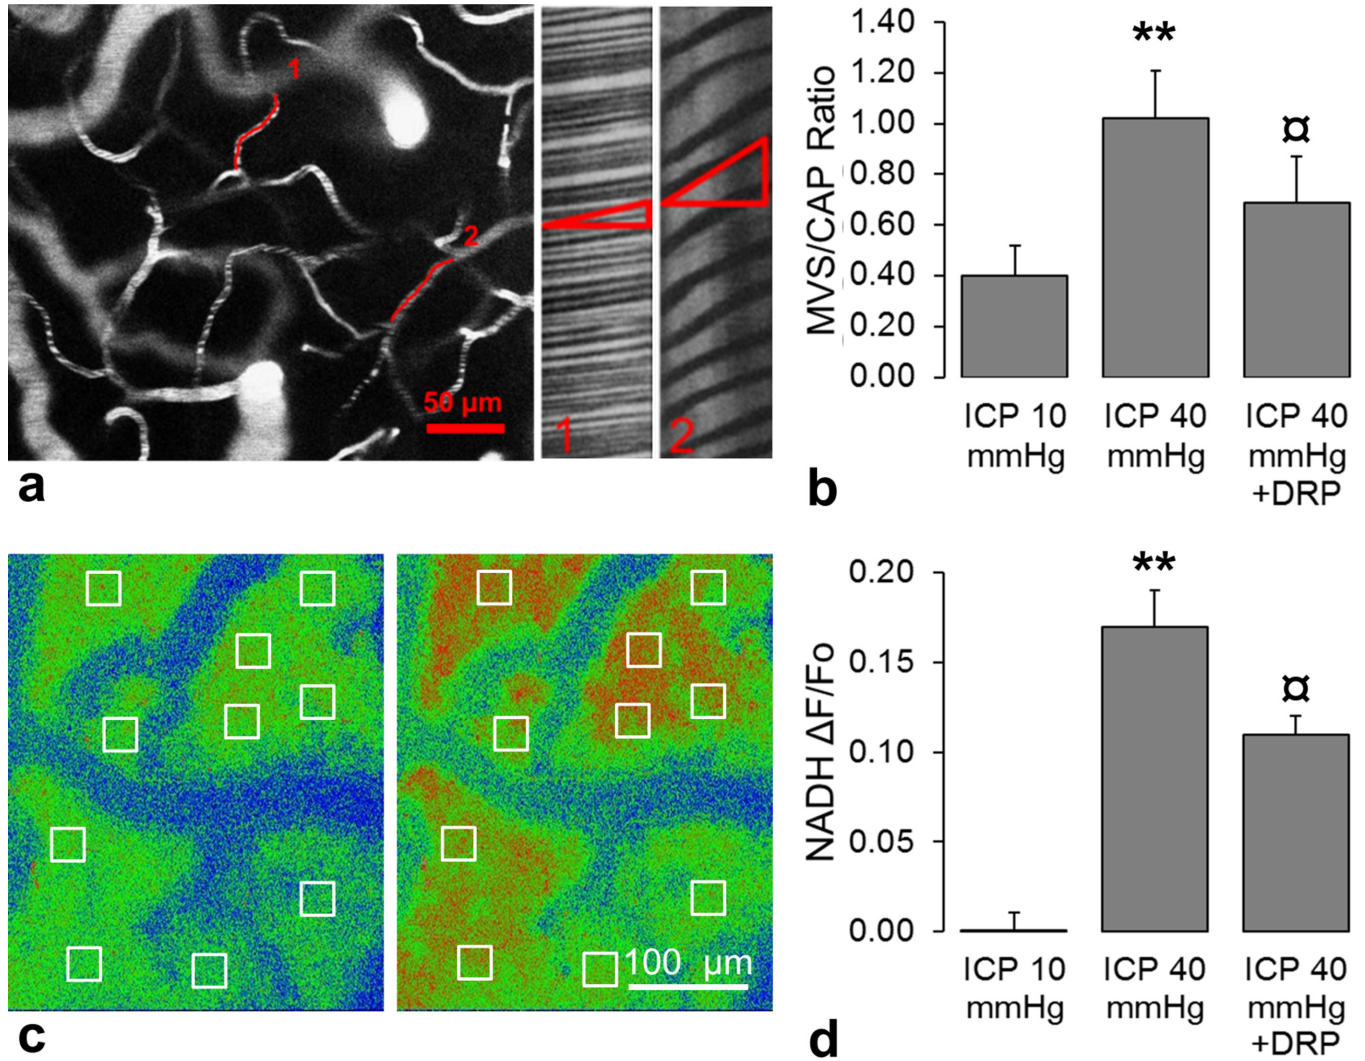 1
2
50 µm
1
2
a
MVS/CAP Ratio
1.40
1.20
1.00
0.80
0.60
0.40
0.20
0.00
**
¤
ICP 10
mmHg
ICP 40
mmHg
ICP 40
mmHg
+DRP
b
100 µm
c
NADH ΔF/Fo
0.20
0.15
0.10
0.05
0.00
**
¤
ICP 10
mmHg
ICP 40
mmHg
ICP 40
mmHg
+DRP
d